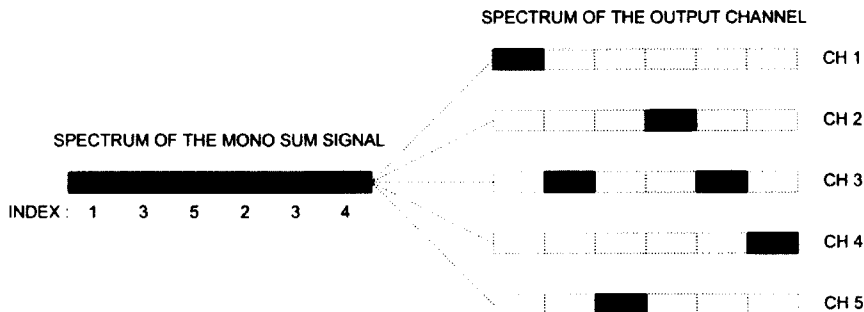 SPECTRUM OF THE OUTPUT CHANNEL
CH 1
CH 2
SPECTRUM OF THE MONO SUM SIGNAL
CH 3
INDEX : 1 3 5 2 3 4
CH 4
CH 5